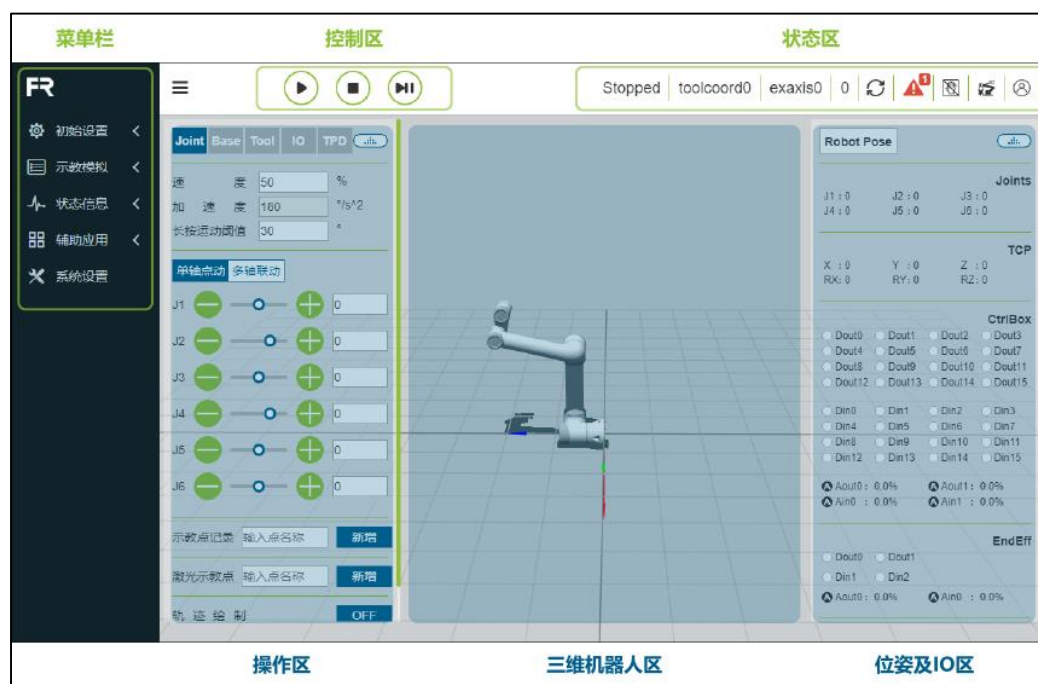 菜单栏 控制区 状态区
FR
Stopped toolcoord0 exaxis0 0 1
初始设置
示教模拟
状态信息
辅助应用
系统设置
Joint Base Tool IO TPD
速 度 50 %
加 速 度 180 °/s^2
长按运动阈值 30 °
单轴点动 多轴联动
J1 0
J2 0
J3 0
J4 0
J5 0
J6 0
示教点记录 输入点名称 新增
激光示教点 输入点名称 新增
轨 迹 绘 制 OFF
Robot Pose
Joints
J1 : 0 J2 : 0 J3 : 0
J4 : 0 J5 : 0 J6 : 0
TCP
X : 0 Y : 0 Z : 0
RX: 0 RY: 0 RZ: 0
CtrlBox
Dout0 Dout1 Dout2 Dout3
Dout4 Dout5 Dout6 Dout7
Dout8 Dout9 Dout10 Dout11
Dout12 Dout13 Dout14 Dout15
Din0 Din1 Din2 Din3
Din4 Din5 Din6 Din7
Din8 Din9 Din10 Din11
Din12 Din13 Din14 Din15
A Aout0 : 0.0% A Aout1 : 0.0%
A Ain0 : 0.0% A Ain1 : 0.0%
EndEff
Dout0 Dout1
Din1 Din2
A Aout0 : 0.0% A Ain0 : 0.0%
操作区 三维机器人区 位姿及IO区